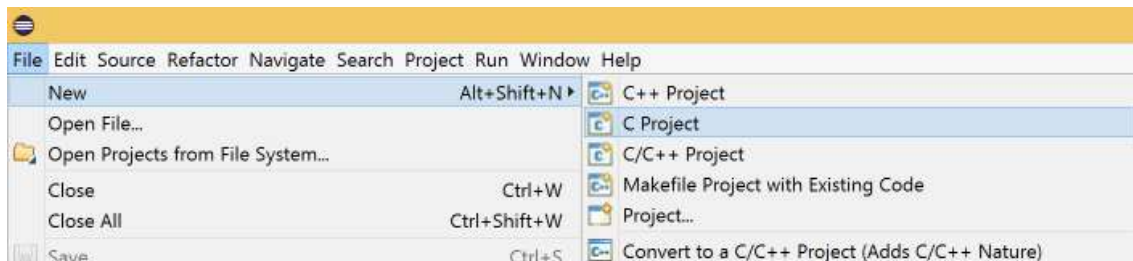 File Edit Source Refactor Navigate Search Project Run Window Help
New Alt+Shift+N
Open File...
Open Projects from File System...
Close Ctrl+W
Close All Ctrl+Shift+W
Save Ctrl+S
C++ Project
C Project
C/C++ Project
Makefile Project with Existing Code
Project...
Convert to a C/C++ Project (Adds C/C++ Nature)